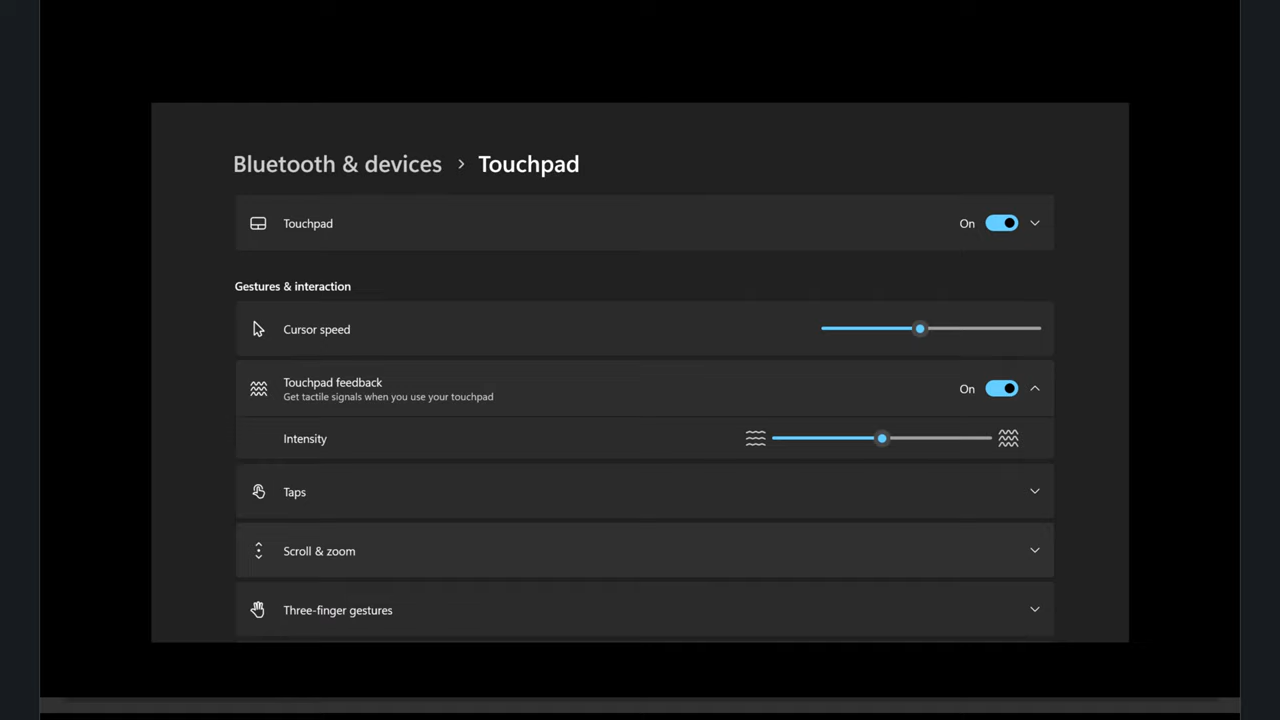 Bluetooth & devices > Touchpad
Touchpad On
Gestures & interaction
Cursor speed
Touchpad feedback On
Get tactile signals when you use your touchpad
Intensity
Taps
Scroll & zoom
Three-finger gestures